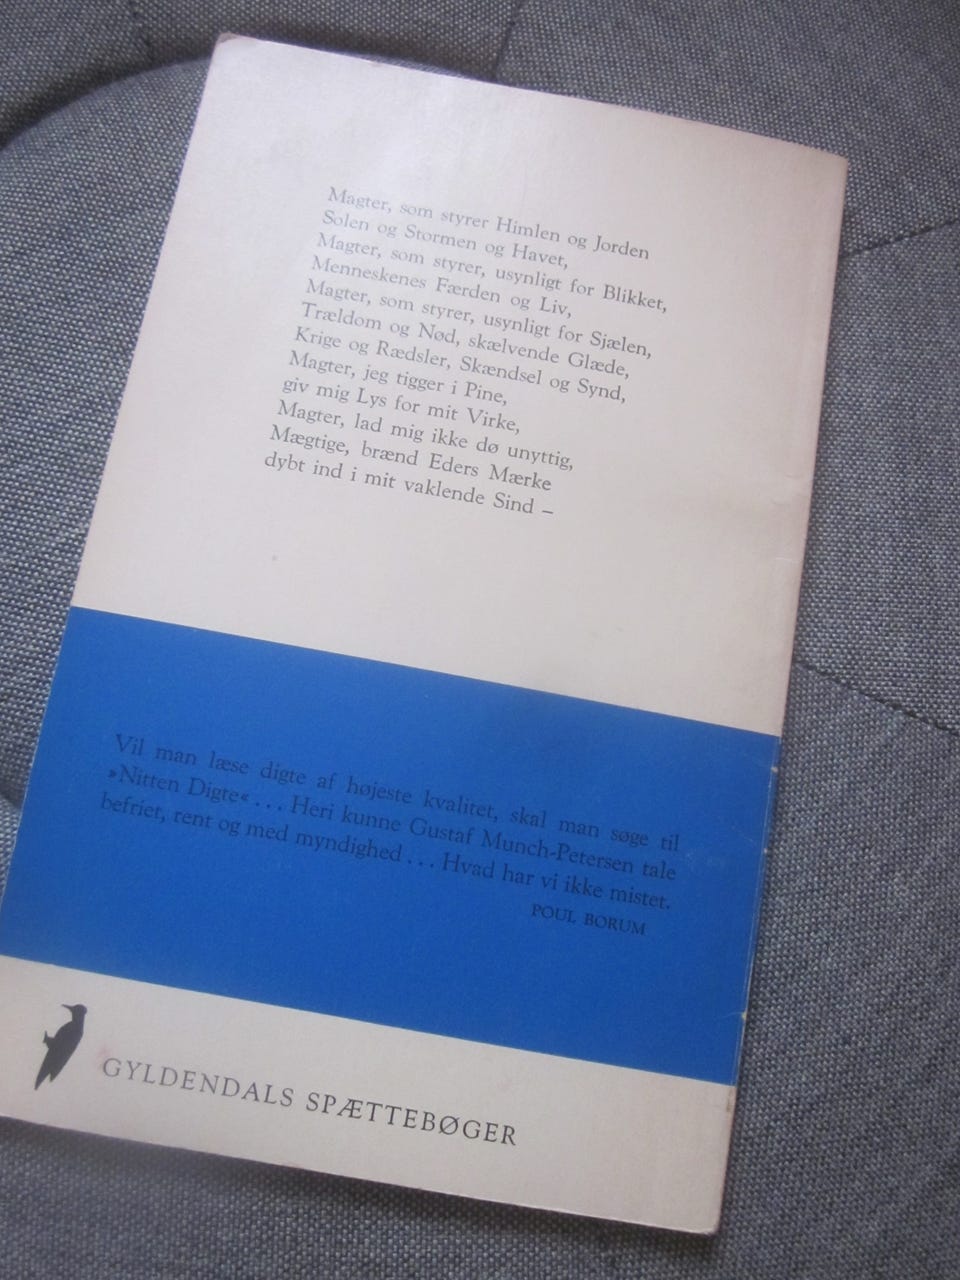 Magter, som styrer Himlen og Jorden
Solen og Stormen og Havet,
Magter, som styrer, usynligt for Blikket,
Menneskenes Færden og Liv,
Magter, som styrer, usynligt for Sjælen,
Trældom og Nød, skælvende Glæde,
Krige og Rædsler, Skændsel og Synd,
Magter, jeg tigger i Pine,
giv mig Lys for mit Virke,
Magter, lad mig ikke dø unyttig,
Mægtige, brænd Eders Mærke
dybt ind i mit vaklende Sind –
Vil man læse digte af højeste kvalitet, skal man søge til
»Nitten Digte« . . . Heri kunne Gustaf Munch-Petersen tale
befriet, rent og med myndighed . . . Hvad har vi ikke mistet.
POUL BORUM
GYLDENDALS SPÆTTEBØGER